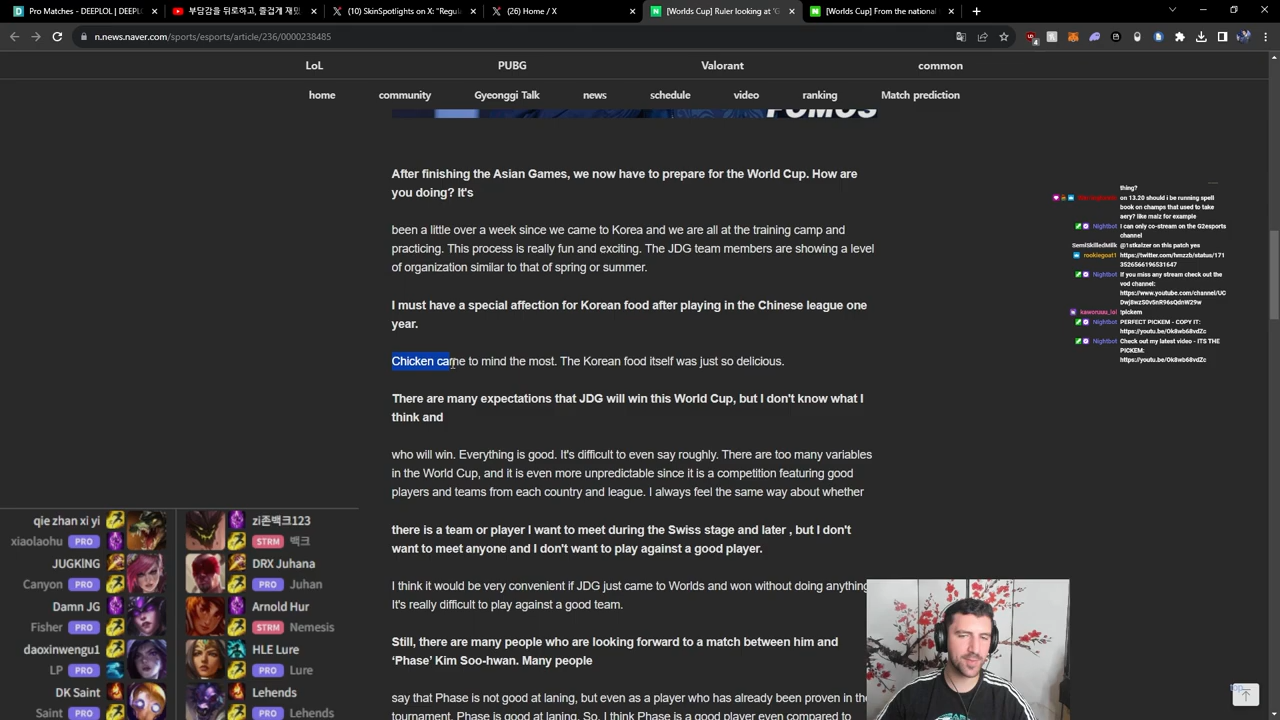 Pro Matches - DEEPLOL | DEEPL
부담감을 뒤로하고, 즐겁게 재밌
(10) SkinSpotlights on X: "Regul
(26) Home / X
[Worlds Cup] Ruler looking at 'G
[Worlds Cup] From the national
n.news.naver.com/sports/esports/article/236/0000238485
LoL
PUBG
Valorant
common
home
community
Gyeonggi Talk
news
schedule
video
ranking
Match prediction
FOMOS
After finishing the Asian Games, we now have to prepare for the World Cup. How are
you doing? It's
been a little over a week since we came to Korea and we are all at the training camp and
practicing. This process is really fun and exciting. The JDG team members are showing a level
of organization similar to that of spring or summer.
I must have a special affection for Korean food after playing in the Chinese league one
year.
Chicken came to mind the most. The Korean food itself was just so delicious.
There are many expectations that JDG will win this World Cup, but I don't know what I
think and
who will win. Everything is good. It's difficult to even say roughly. There are too many variables
in the World Cup, and it is even more unpredictable since it is a competition featuring good
players and teams from each country and league. I always feel the same way about whether
there is a team or player I want to meet during the Swiss stage and later , but I don't
want to meet anyone and I don't want to play against a good player.
I think it would be very convenient if JDG just came to Worlds and won without doing anything.
It's really difficult to play against a good team.
Still, there are many people who are looking forward to a match between him and
‘Phase’ Kim Soo-hwan. Many people
say that Phase is not good at laning, but even as a player who has already been proven in the
tournament, Phase is good at laning. So, I think Phase is a good player even compared to
thing?
on 13.20 should i be running spell
book on champs that used to take
aery? like malz for example
Nightbot
I can only co-stream on the G2esports
channel
SemiSkilledMilk
@1stkaizer on this patch yes
rookiegoat1
https://twitter.com/hmzzb/status/171
3526566196531647
Nightbot
If you miss any stream check out the
vod channel:
https://www.youtube.com/channel/UC
kaworuuu_lol
!pickem
Nightbot
PERFECT PICKEM - COPY IT:
https://youtu.be/Ok8wb68vdZc
Nightbot
Check out my latest video - ITS THE
PICKEM:
https://youtu.be/Ok8wb68vdZc
qie zhan xi yi
xiaolaohu PRO
JUGKING
Canyon PRO
Damn JG
Fisher PRO
daoxinwengu1
LP PRO
DK Saint
Saint PRO
zi존백크123
STRM 백크
DRX Juhana
PRO Juhan
Arnold Hur
STRM Nemesis
HLE Lure
PRO Lure
Lehends
PRO Lehends
top